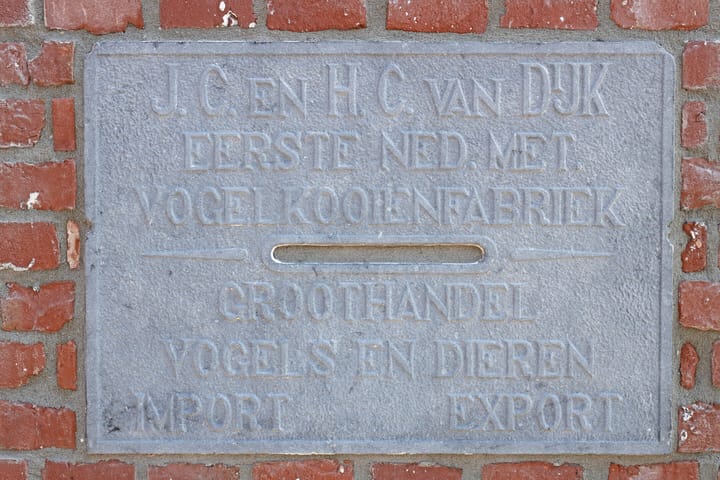 J. C. EN H. C. VAN DIJK
EERSTE NED. MET.
VOGELKOOIENFABRIEK
GROOTHANDEL
VOGELS EN DIEREN
IMPORT EXPORT